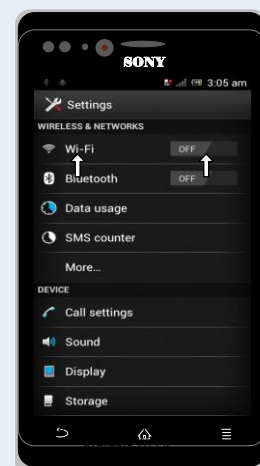 SONY
3:05 am
Settings
WIRELESS & NETWORKS
Wi-Fi OFF
Bluetooth OFF
Data usage
SMS counter
More...
DEVICE
Call settings
Sound
Display
Storage